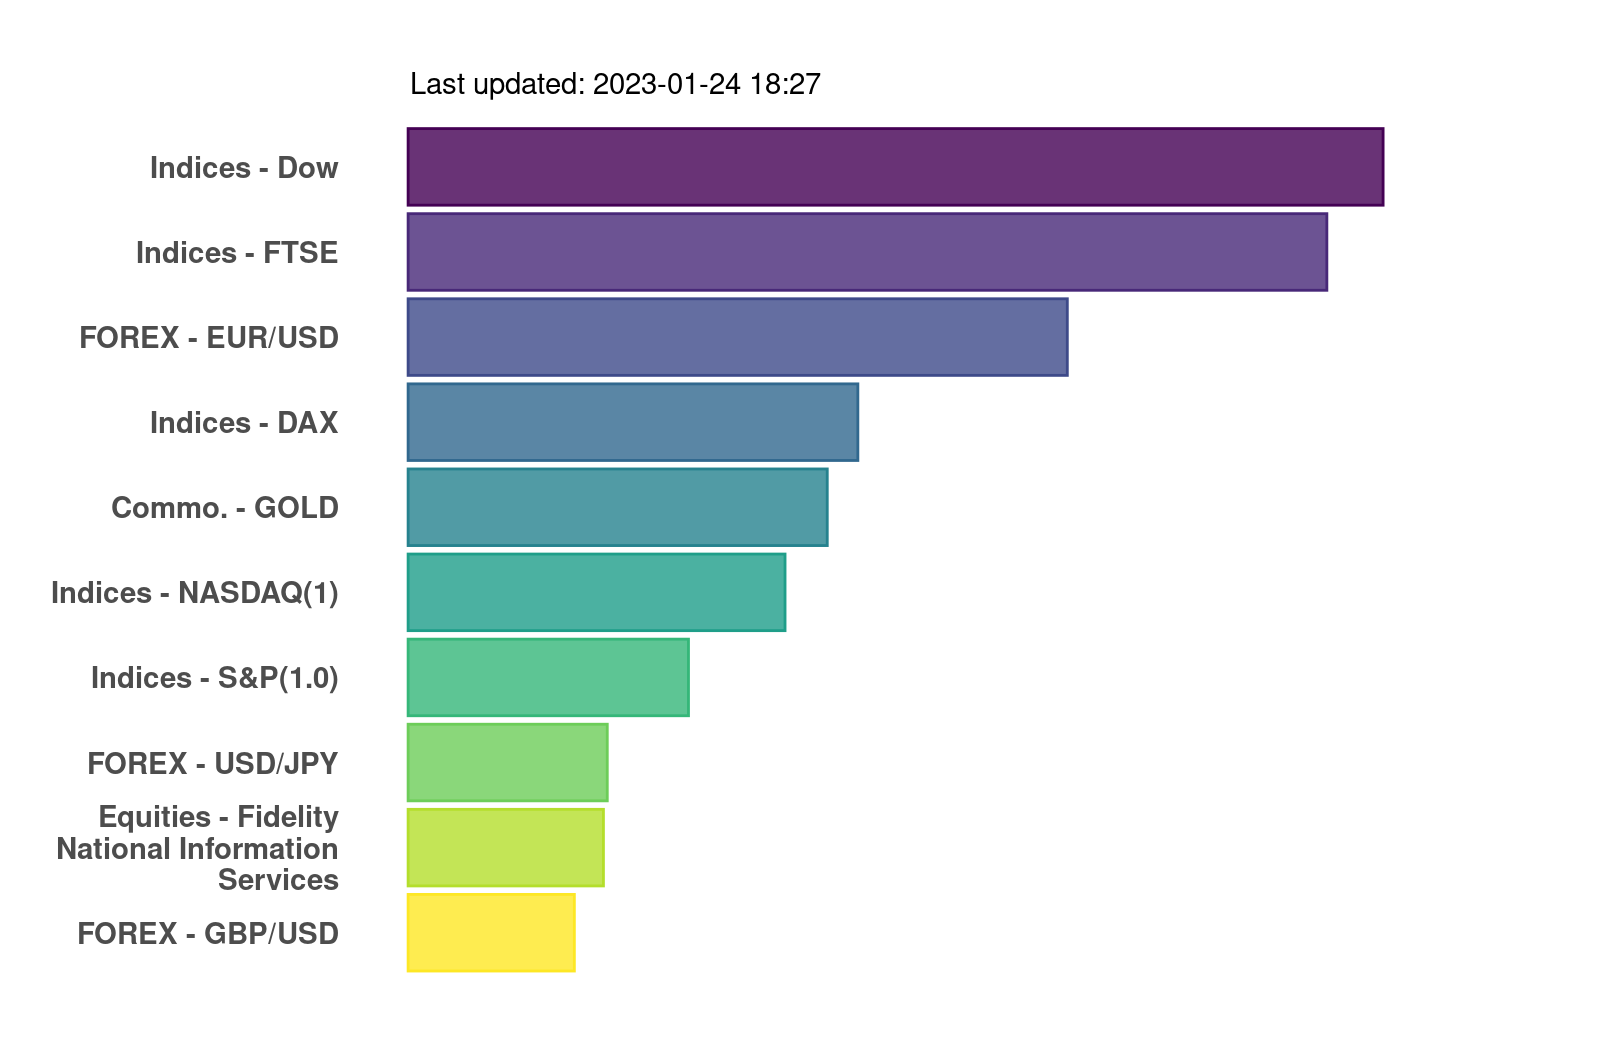 Last updated: 2023-01-24 18:27
Indices - Dow
Indices - FTSE
FOREX - EUR/USD
Indices - DAX
Commo. - GOLD
Indices - NASDAQ(1)
Indices - S&P(1.0)
FOREX - USD/JPY
Equities - Fidelity
National Information
Services
FOREX - GBP/USD